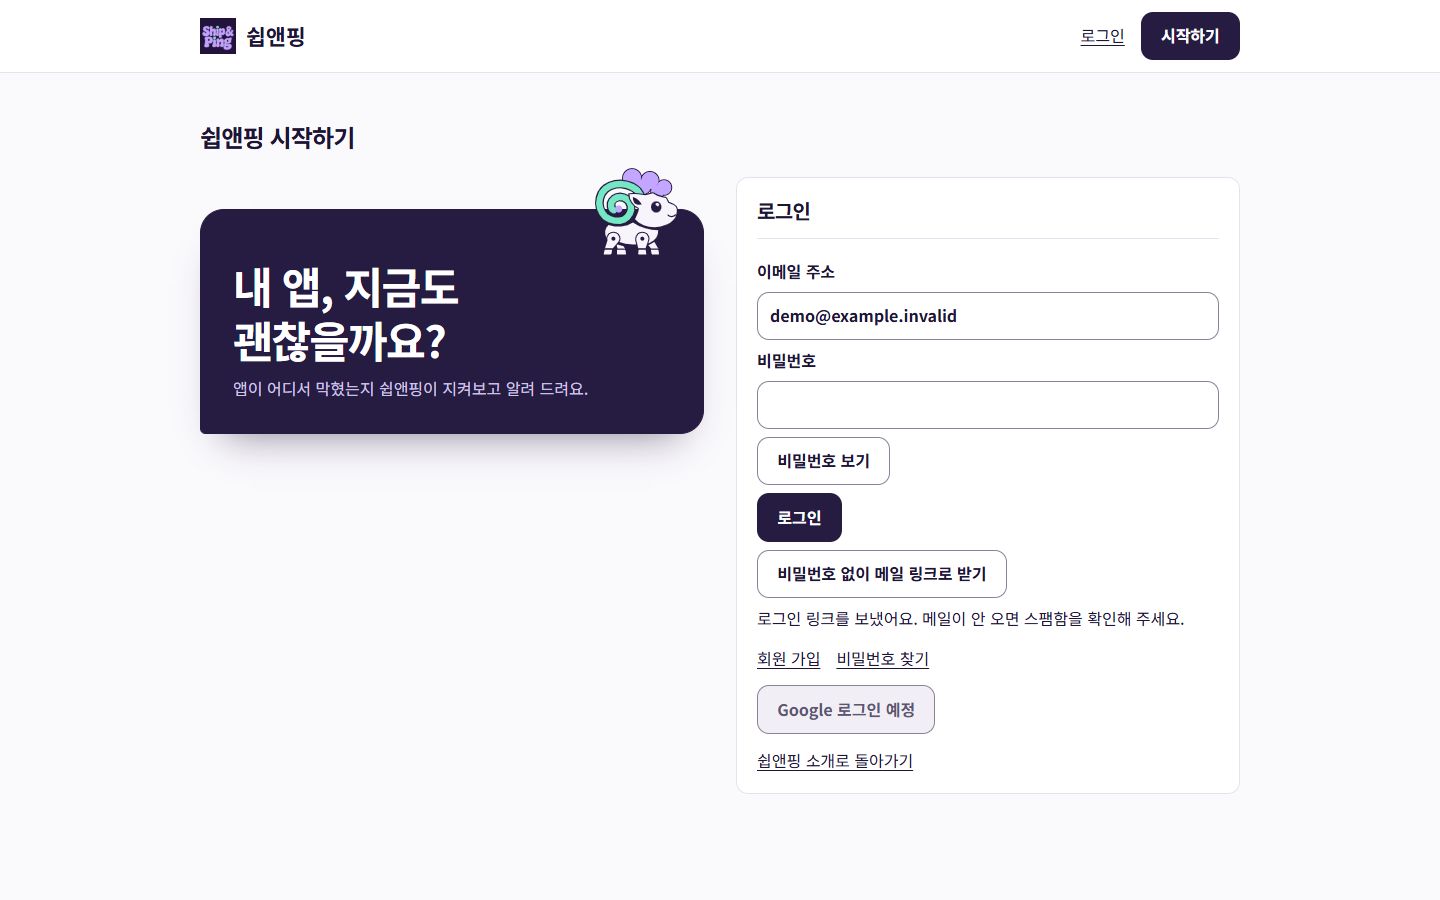 Ship& Ping
쉽앤핑
로그인
시작하기
쉽앤핑 시작하기
내 앱, 지금도
괜찮을까요?
앱이 어디서 막혔는지 쉽앤핑이 지켜보고 알려 드려요.
로그인
이메일 주소
demo@example.invalid
비밀번호
비밀번호 보기
로그인
비밀번호 없이 메일 링크로 받기
로그인 링크를 보냈어요. 메일이 안 오면 스팸함을 확인해 주세요.
회원 가입 비밀번호 찾기
Google 로그인 예정
쉽앤핑 소개로 돌아가기